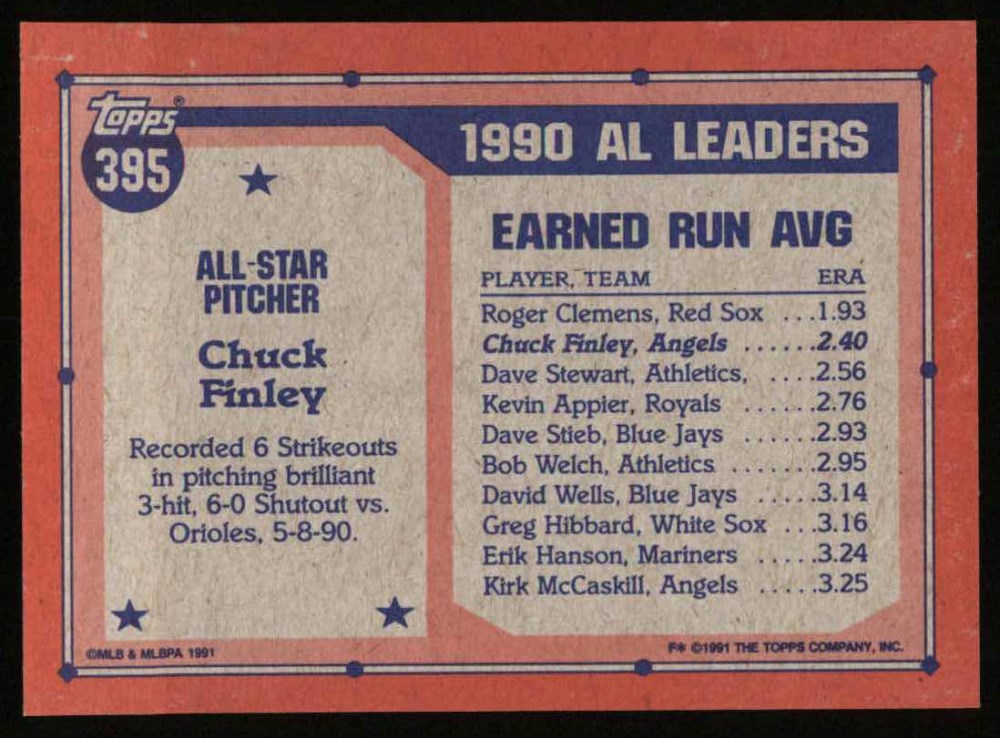 Topps®
395
ALL-STAR
PITCHER
Chuck
Finley
Recorded 6 Strikeouts
in pitching brilliant
3-hit, 6-0 Shutout vs.
Orioles, 5-8-90.
1990 AL LEADERS
EARNED RUN AVG
PLAYER, TEAM ERA
Roger Clemens, Red Sox ...1.93
Chuck Finley, Angels ......2.40
Dave Stewart, Athletics, ....2.56
Kevin Appier, Royals ......2.76
Dave Stieb, Blue Jays ......2.93
Bob Welch, Athletics .......2.95
David Wells, Blue Jays .....3.14
Greg Hibbard, White Sox ...3.16
Erik Hanson, Mariners .....3.24
Kirk McCaskill, Angels .....3.25
©MLB & MLBPA 1991
F* ©1991 THE TOPPS COMPANY, INC.